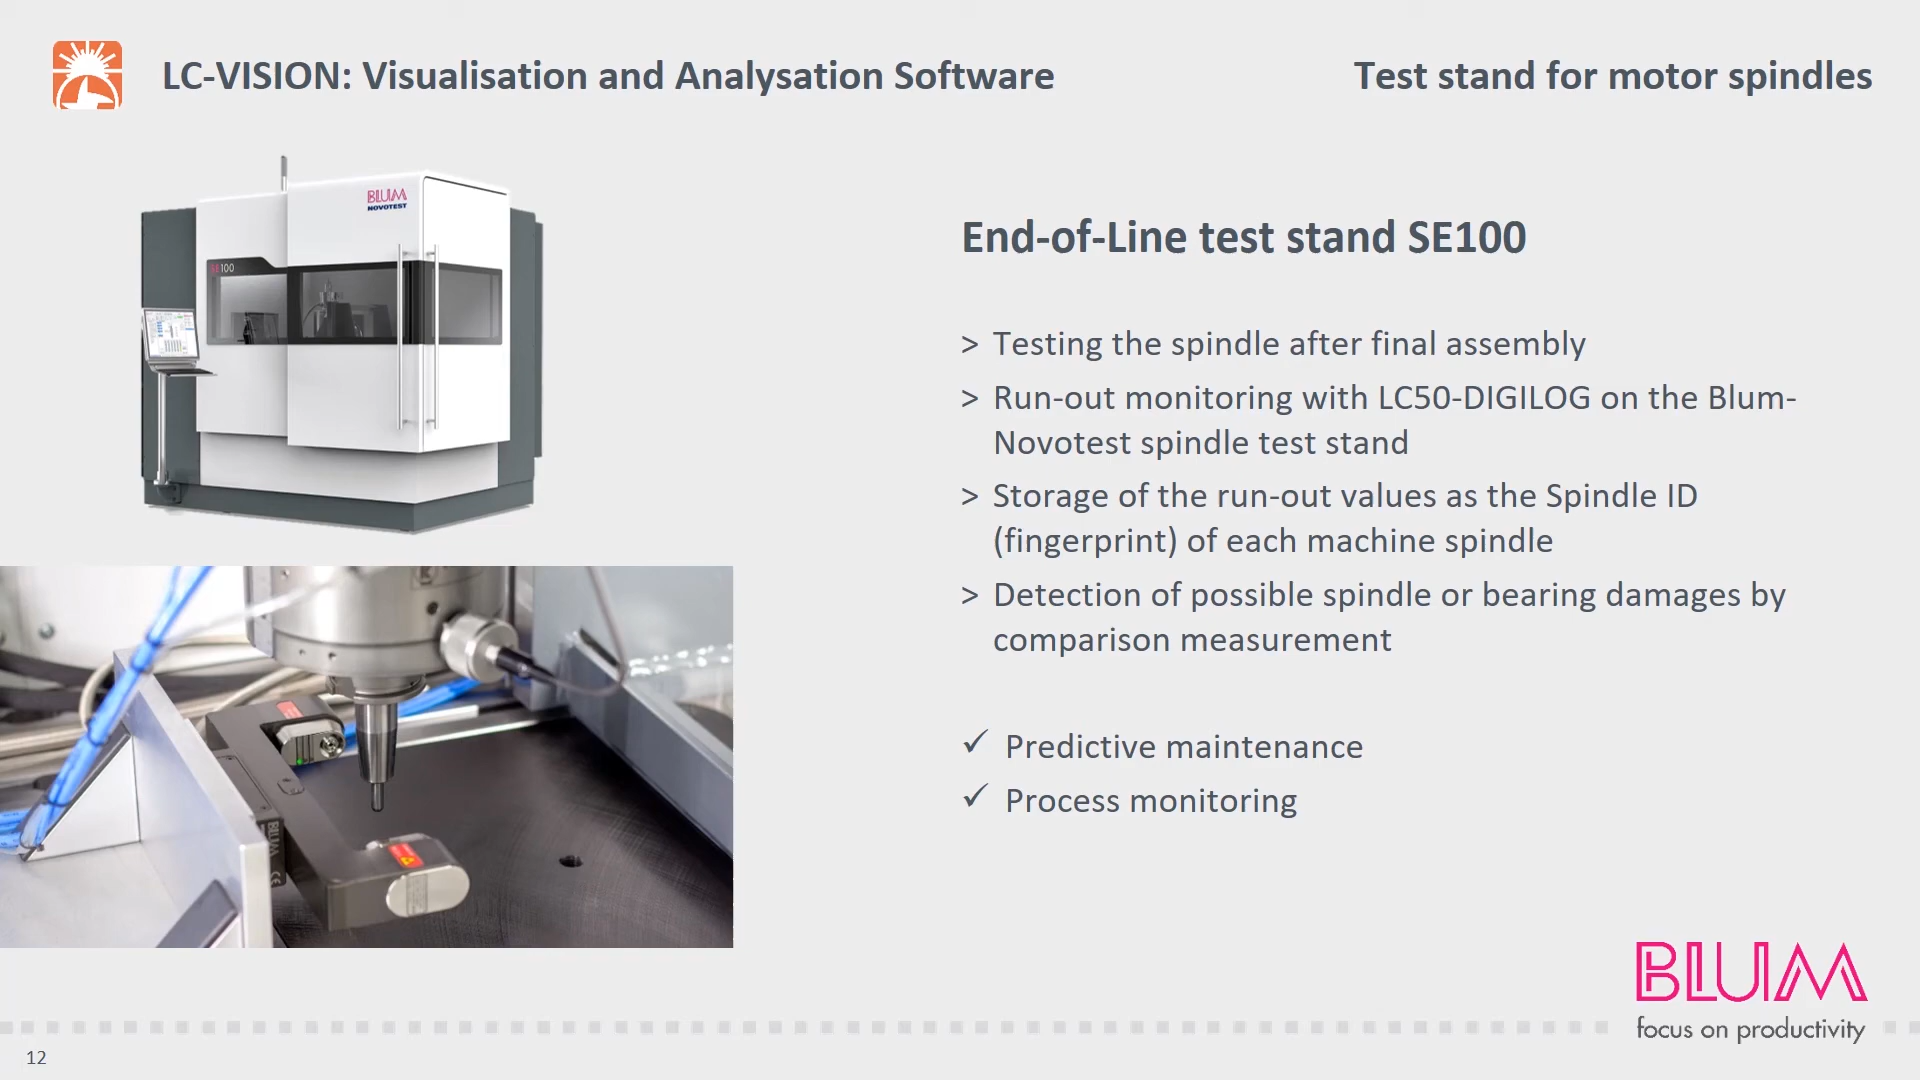 LC-VISION: Visualisation and Analysation Software
Test stand for motor spindles
BLUM
NOVOTEST
SE100
End-of-Line test stand SE100
> Testing the spindle after final assembly
> Run-out monitoring with LC50-DIGILOG on the Blum-
Novotest spindle test stand
> Storage of the run-out values as the Spindle ID
(fingerprint) of each machine spindle
> Detection of possible spindle or bearing damages by
comparison measurement
✓ Predictive maintenance
✓ Process monitoring
BLUM
CE
BLUM
focus on productivity
12